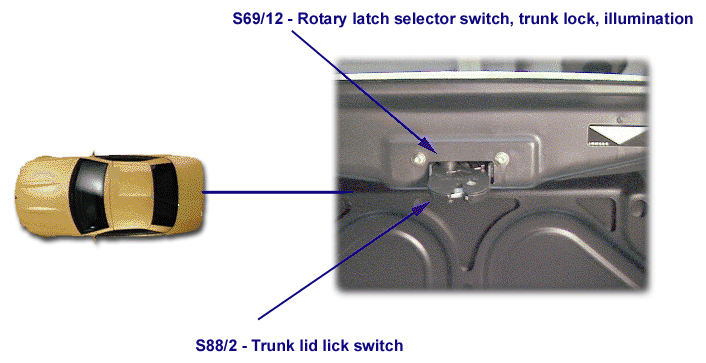 S69/12 - Rotary latch selector switch, trunk lock, illumination
S88/2 - Trunk lid lick switch